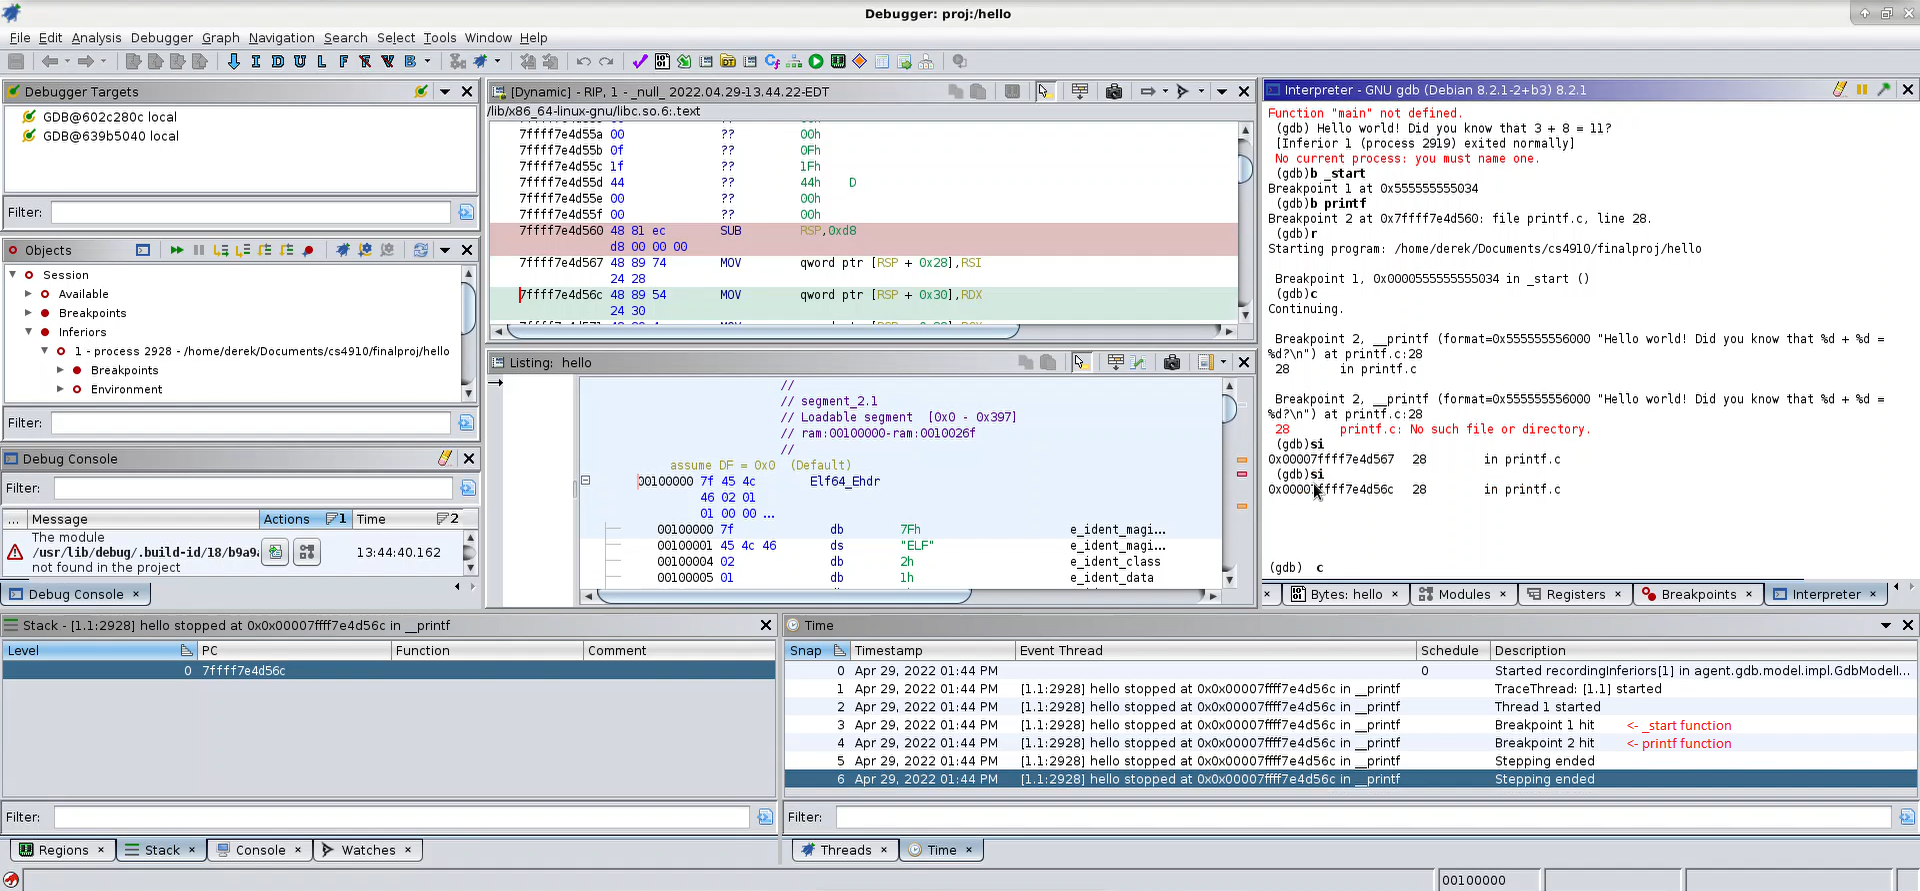 Debugger: proj:/hello
File Edit Analysis Debugger Graph Navigation Search Select Tools Window Help
I D U L F F V B
Debugger Targets
GDB@602c280c local
GDB@639b5040 local
Filter:
Objects
Session
Available
Breakpoints
Inferiors
1 - process 2928 - /home/derek/Documents/cs4910/finalproj/hello
Breakpoints
Environment
Filter:
Debug Console
Filter:
... Message Actions 1 Time 2
The module
/usr/lib/debug/.build-id/18/b9a9
not found in the project
13:44:40.162
Debug Console ×
[Dynamic] - RIP, 1 - _null_ 2022.04.29-13.44.22-EDT
/lib/x86_64-linux-gnu/libc.so.6:.text
7ffff7e4d55a 00 ?? 00h
7ffff7e4d55b 0f ?? 0Fh
7ffff7e4d55c 1f ?? 1Fh
7ffff7e4d55d 44 ?? 44h D
7ffff7e4d55e 00 ?? 00h
7ffff7e4d55f 00 ?? 00h
7ffff7e4d560 48 81 ec SUB RSP,0xd8
d8 00 00 00
7ffff7e4d567 48 89 74 MOV qword ptr [RSP + 0x28],RSI
24 28
7ffff7e4d56c 48 89 54 MOV qword ptr [RSP + 0x30],RDX
24 30
Listing: hello
//
// segment_2.1
// Loadable segment [0x0 - 0x397]
// ram:00100000-ram:0010026f
//
assume DF = 0x0 (Default)
00100000 7f 45 4c Elf64_Ehdr
46 02 01
01 00 00 ...
00100000 7f db 7Fh e_ident_magi...
00100001 45 4c 46 ds "ELF" e_ident_magi...
00100004 02 db 2h e_ident_class
00100005 01 db 1h e_ident_data
Interpreter - GNU gdb (Debian 8.2.1-2+b3) 8.2.1
Function "main" not defined.
(gdb) Hello world! Did you know that 3 + 8 = 11?
[Inferior 1 (process 2919) exited normally]
No current process: you must name one.
(gdb)b _start
Breakpoint 1 at 0x555555555034
(gdb)b printf
Breakpoint 2 at 0x7ffff7e4d560: file printf.c, line 28.
(gdb)r
Starting program: /home/derek/Documents/cs4910/finalproj/hello
Breakpoint 1, 0x0000555555555034 in _start ()
(gdb)c
Continuing.
Breakpoint 2, __printf (format=0x555555556000 "Hello world! Did you know that %d + %d =
%d?\n") at printf.c:28
28 in printf.c
Breakpoint 2, __printf (format=0x555555556000 "Hello world! Did you know that %d + %d =
%d?\n") at printf.c:28
28 printf.c: No such file or directory.
(gdb)si
0x00007ffff7e4d567 28 in printf.c
(gdb)si
0x00007ffff7e4d56c 28 in printf.c
(gdb) c
× Bytes: hello × Modules × Registers × Breakpoints × Interpreter ×
Stack - [1.1:2928] hello stopped at 0x0x00007ffff7e4d56c in __printf
Level PC Function Comment
0 7ffff7e4d56c
Filter:
Regions × Stack × Console × Watches ×
Time
Snap Timestamp Event Thread Schedule Description
0 Apr 29, 2022 01:44 PM 0 Started recordingInferiors[1] in agent.gdb.model.impl.GdbModelI...
1 Apr 29, 2022 01:44 PM [1.1:2928] hello stopped at 0x0x00007ffff7e4d56c in __printf TraceThread: [1.1] started
2 Apr 29, 2022 01:44 PM [1.1:2928] hello stopped at 0x0x00007ffff7e4d56c in __printf Thread 1 started
3 Apr 29, 2022 01:44 PM [1.1:2928] hello stopped at 0x0x00007ffff7e4d56c in __printf Breakpoint 1 hit <- _start function
4 Apr 29, 2022 01:44 PM [1.1:2928] hello stopped at 0x0x00007ffff7e4d56c in __printf Breakpoint 2 hit <- printf function
5 Apr 29, 2022 01:44 PM [1.1:2928] hello stopped at 0x0x00007ffff7e4d56c in __printf Stepping ended
6 Apr 29, 2022 01:44 PM [1.1:2928] hello stopped at 0x0x00007ffff7e4d56c in __printf Stepping ended
Filter:
Threads × Time ×
00100000